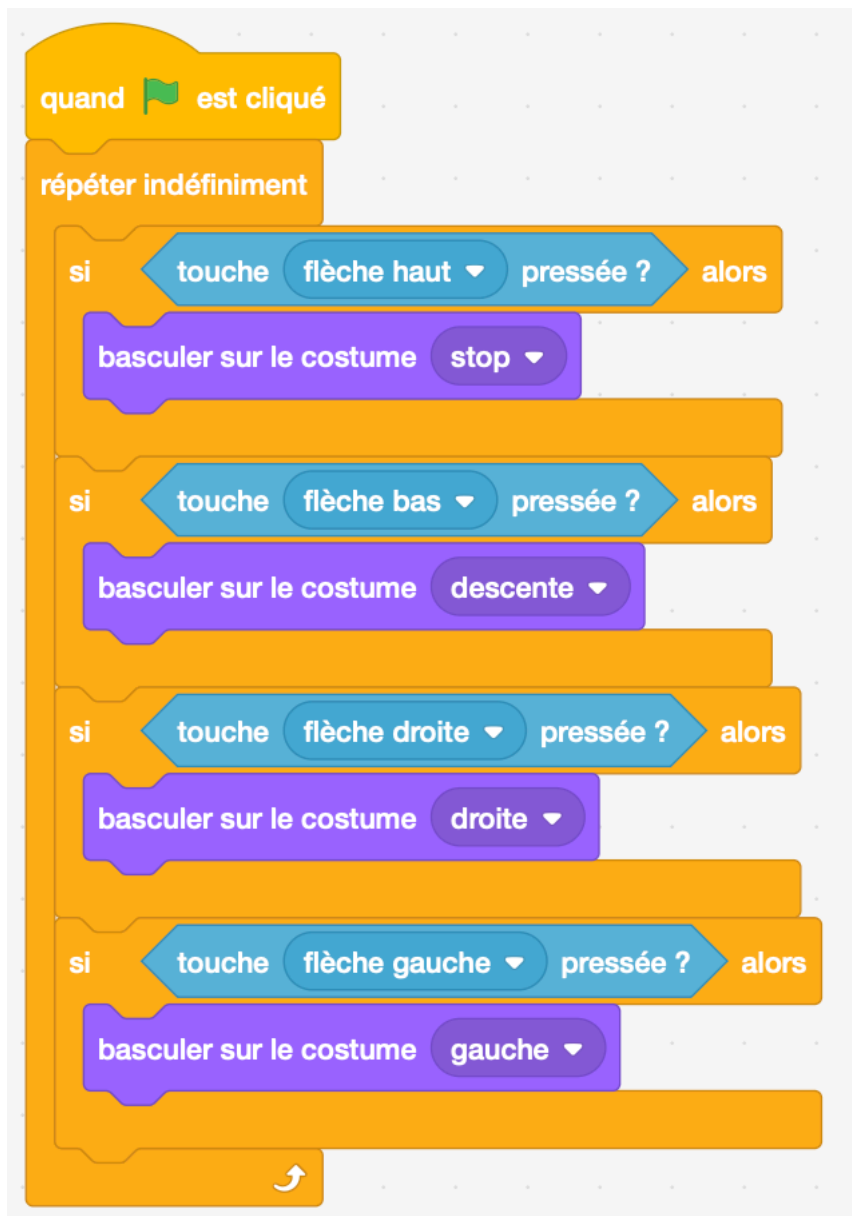 quand est cliqué
répéter indéfiniment
si touche flèche haut pressée ? alors
basculer sur le costume stop
si touche flèche bas pressée ? alors
basculer sur le costume descente
si touche flèche droite pressée ? alors
basculer sur le costume droite
si touche flèche gauche pressée ? alors
basculer sur le costume gauche